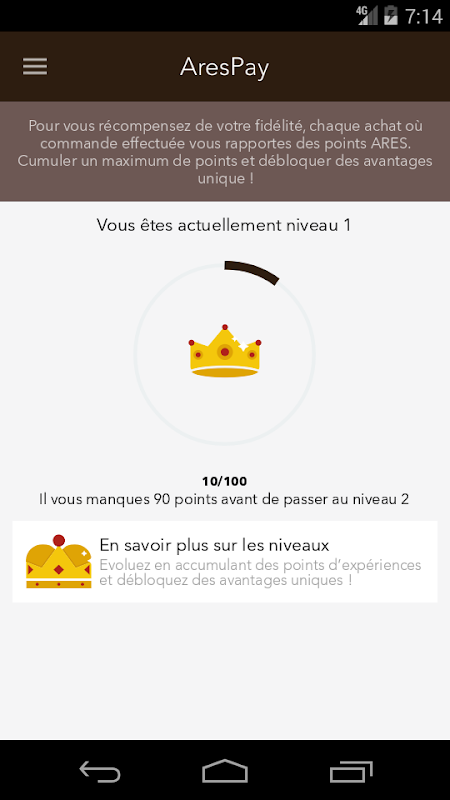 4G
7:14
AresPay
Pour vous récompensez de votre fidélité, chaque achat où
commande effectuée vous rapportes des points ARES.
Cumuler un maximum de points et débloquer des avantages
unique !
Vous êtes actuellement niveau 1
10/100
Il vous manques 90 points avant de passer au niveau 2
En savoir plus sur les niveaux
Evoluez en accumulant des points d'expériences
et débloquez des avantages uniques !